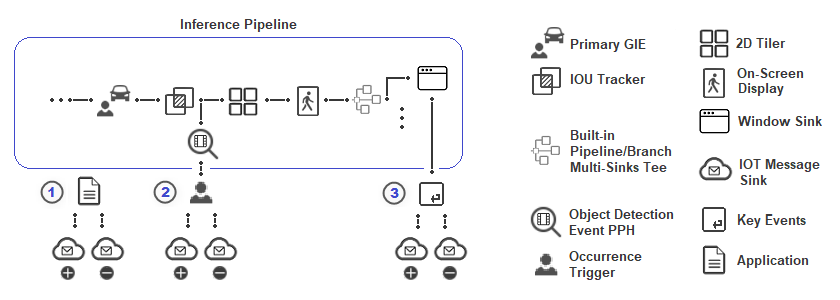 Inference Pipeline
1
2
3
Primary GIE
2D Tiler
IOU Tracker
On-Screen
Display
Window Sink
Built-in
Pipeline/Branch
Multi-Sinks Tee
IOT Message
Sink
Object Detection
Event PPH
Key Events
Occurrence
Trigger
Application